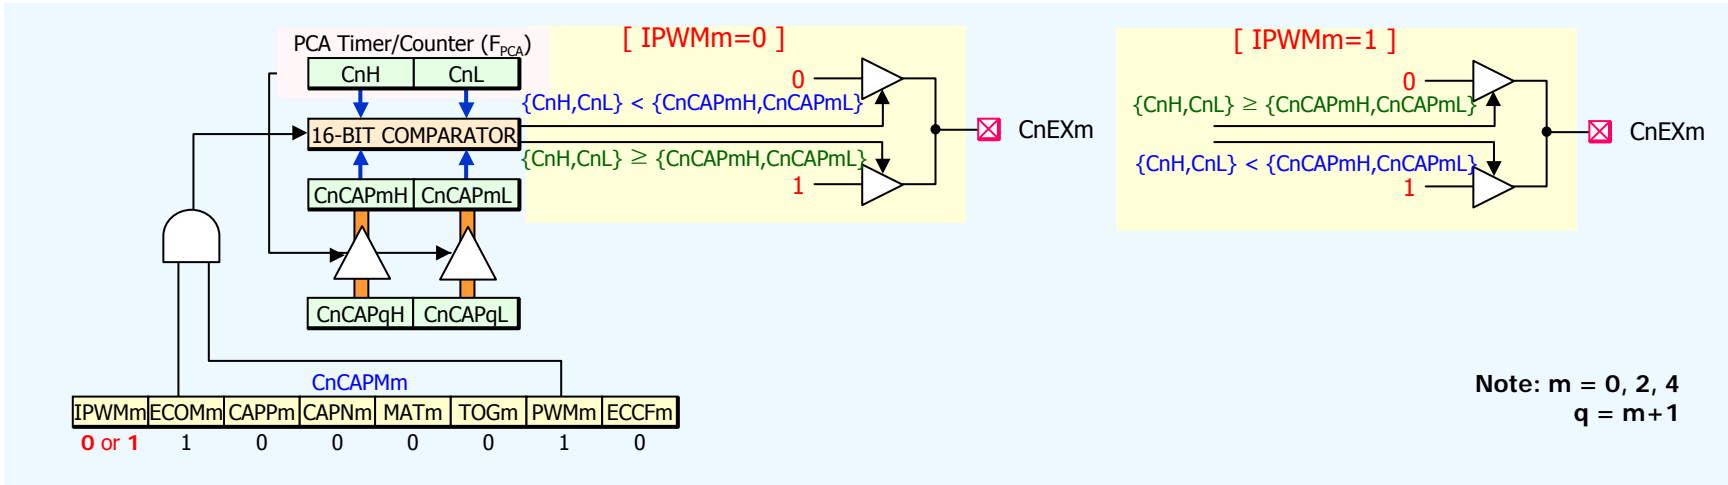 PCA Timer/Counter (FPCA)
CnH CnL
16-BIT COMPARATOR
CnCAPmH CnCAPmL
CnCAPqH CnCAPqL
[ IPWMm=0 ]
0
{CnH,CnL} < {CnCAPmH,CnCAPmL}
{CnH,CnL} ≥ {CnCAPmH,CnCAPmL}
1
CnEXm
[ IPWMm=1 ]
0
{CnH,CnL} ≥ {CnCAPmH,CnCAPmL}
{CnH,CnL} < {CnCAPmH,CnCAPmL}
1
CnEXm
CnCAPMm
IPWMm ECOMm CAPPm CAPNm MATm TOGm PWMm ECCFm
0 or 1 1 0 0 0 0 1 0
Note: m = 0, 2, 4
q = m+1